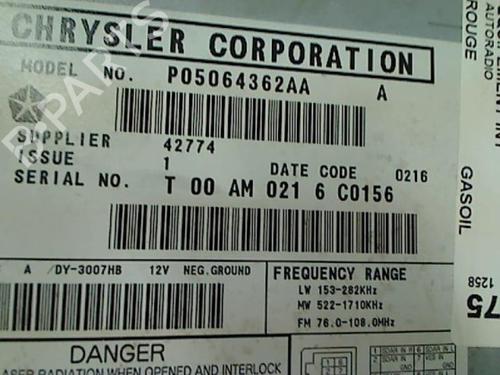 CHRYSLER CORPORATION
MODEL NO. P05064362AA A
SUPPLIER 42774
ISSUE 1 DATE CODE 0216
SERIAL NO. T 00 AM 021 6 C0156
A /DY-3007HB 12V NEG.GROUND
FREQUENCY RANGE
LW 153-282KHz
MW 522-1710KHz
FM 76.0-108.0MHz
DANGER
LASER RADIATION WHEN OPENED AND INTERLOCK
AUTORADIO
ROUGE
GASOIL
1258
75
B-PARTS